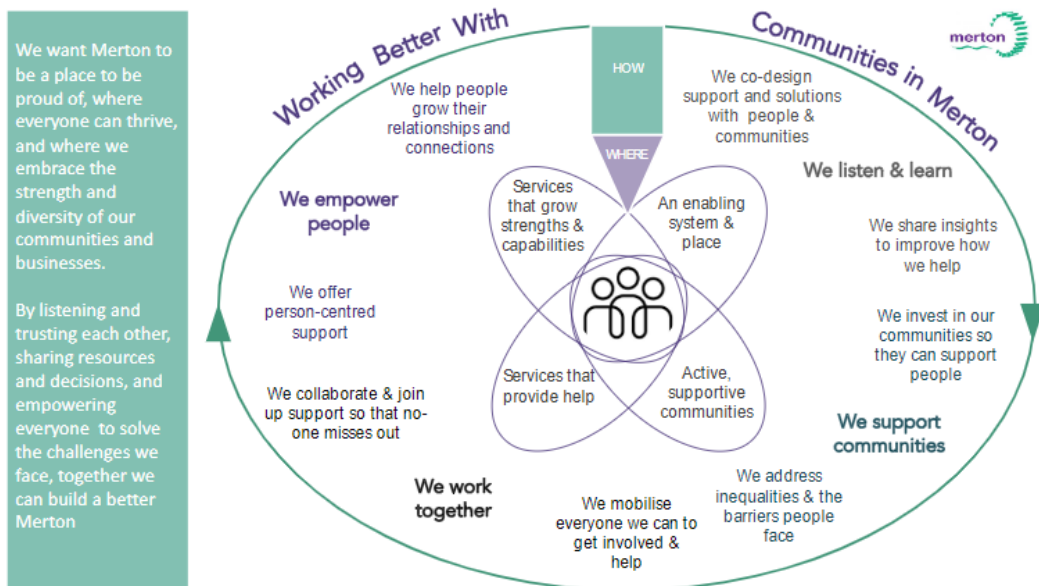 We want Merton to
be a place to be
proud of, where
everyone can thrive,
and where we
embrace the
strength and
diversity of our
communities and
businesses.
By listening and
trusting each other,
sharing resources
and decisions, and
empowering
everyone to solve
the challenges we
face, together we
can build a better
Merton
Working Better With
Communities in Merton
merton
HOW
WHERE
We co-design
support and solutions
with people &
communities
We listen & learn
We share insights
to improve how
we help
We invest in our
communities so
they can support
people
We support
communities
We address
inequalities & the
barriers people
face
We mobilise
everyone we can to
get involved &
help
We work
together
We collaborate & join
up support so that no-
one misses out
We offer
person-centred
support
We empower
people
We help people
grow their
relationships and
connections
Services
that grow
strengths &
capabilities
An enabling
system &
place
Services that
provide help
Active,
supportive
communities